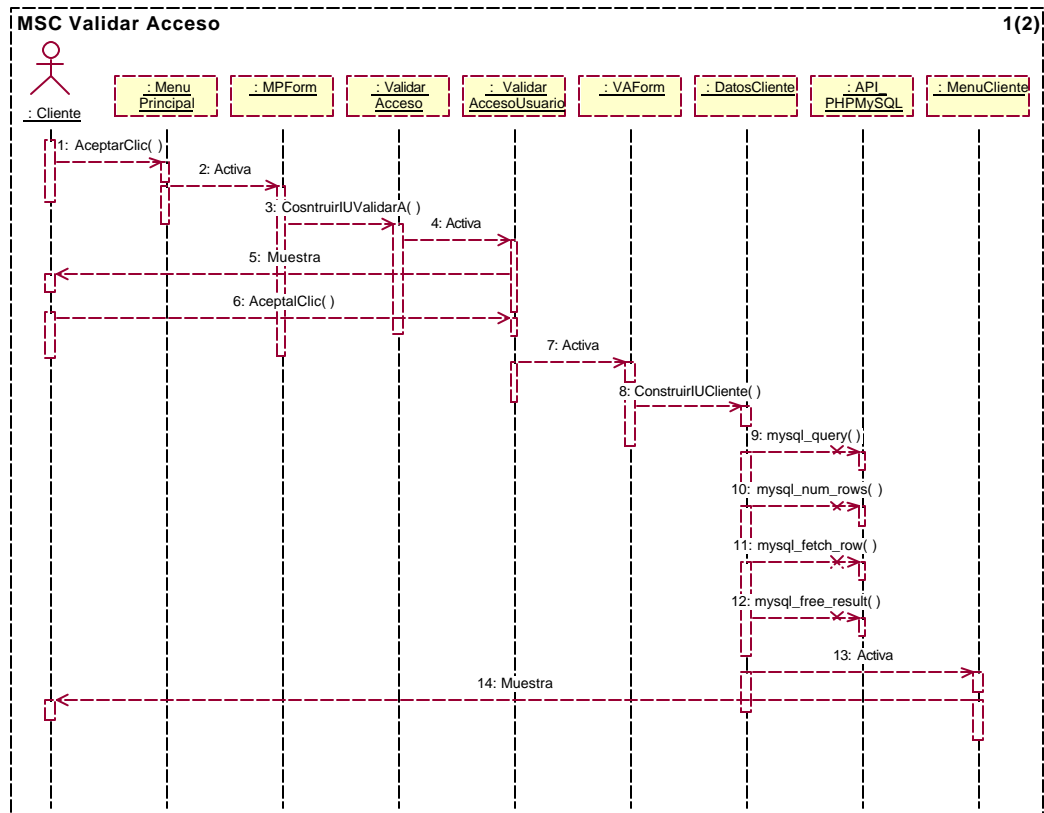 MSC Validar Acceso
1(2)
: Cliente
: Menu
Principal
: MPForm
: Validar
Acceso
: Validar
AccesoUsuario
: VAForm
: DatosCliente
: API_
PHPMySQL
: MenuCliente
1: AceptarClic( )
2: Activa
3: CosntruirIUValidarA( )
4: Activa
5: Muestra
6: AceptalClic( )
7: Activa
8: ConstruirIUCliente( )
9: mysql_query( )
10: mysql_num_rows( )
11: mysql_fetch_row( )
12: mysql_free_result( )
13: Activa
14: Muestra